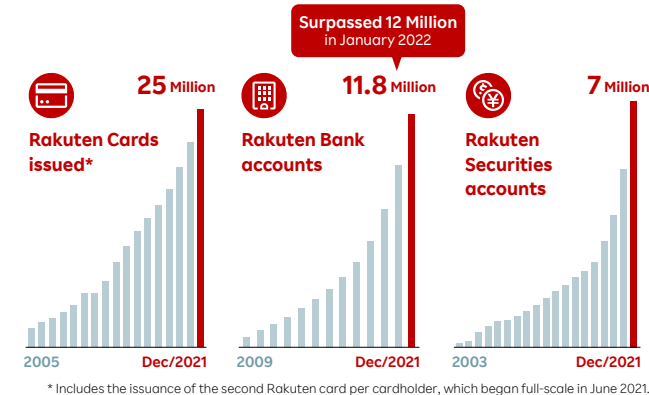 Surpassed 12 Million
in January 2022
25 Million
Rakuten Cards
issued*
2005
Dec/2021
11.8 Million
Rakuten Bank
accounts
2009
Dec/2021
7 Million
Rakuten
Securities
accounts
2003
Dec/2021
* Includes the issuance of the second Rakuten card per cardholder, which began full-scale in June 2021.